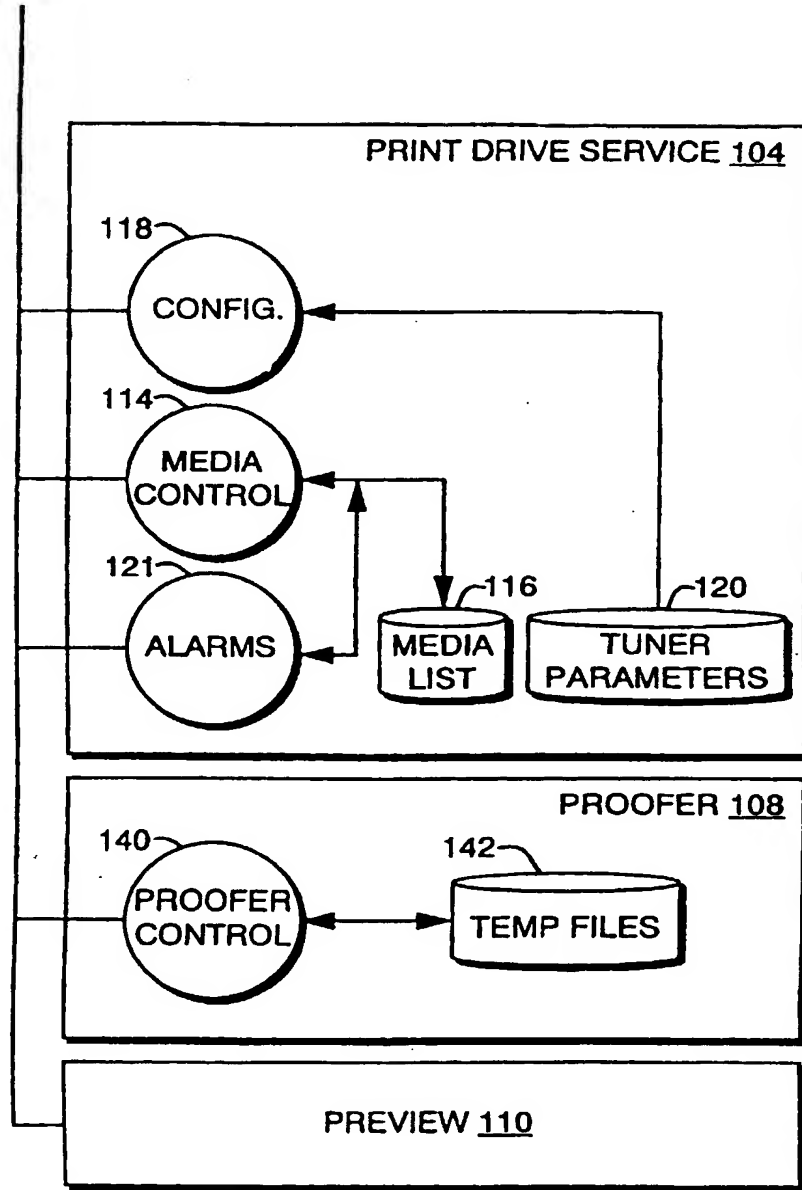 PRINT DRIVE SERVICE 104
118
CONFIG.
114
MEDIA
CONTROL
121
ALARMS
116
MEDIA
LIST
120
TUNER
PARAMETERS
PROOFER 108
140
PROOFER
CONTROL
142
TEMP FILES
PREVIEW 110